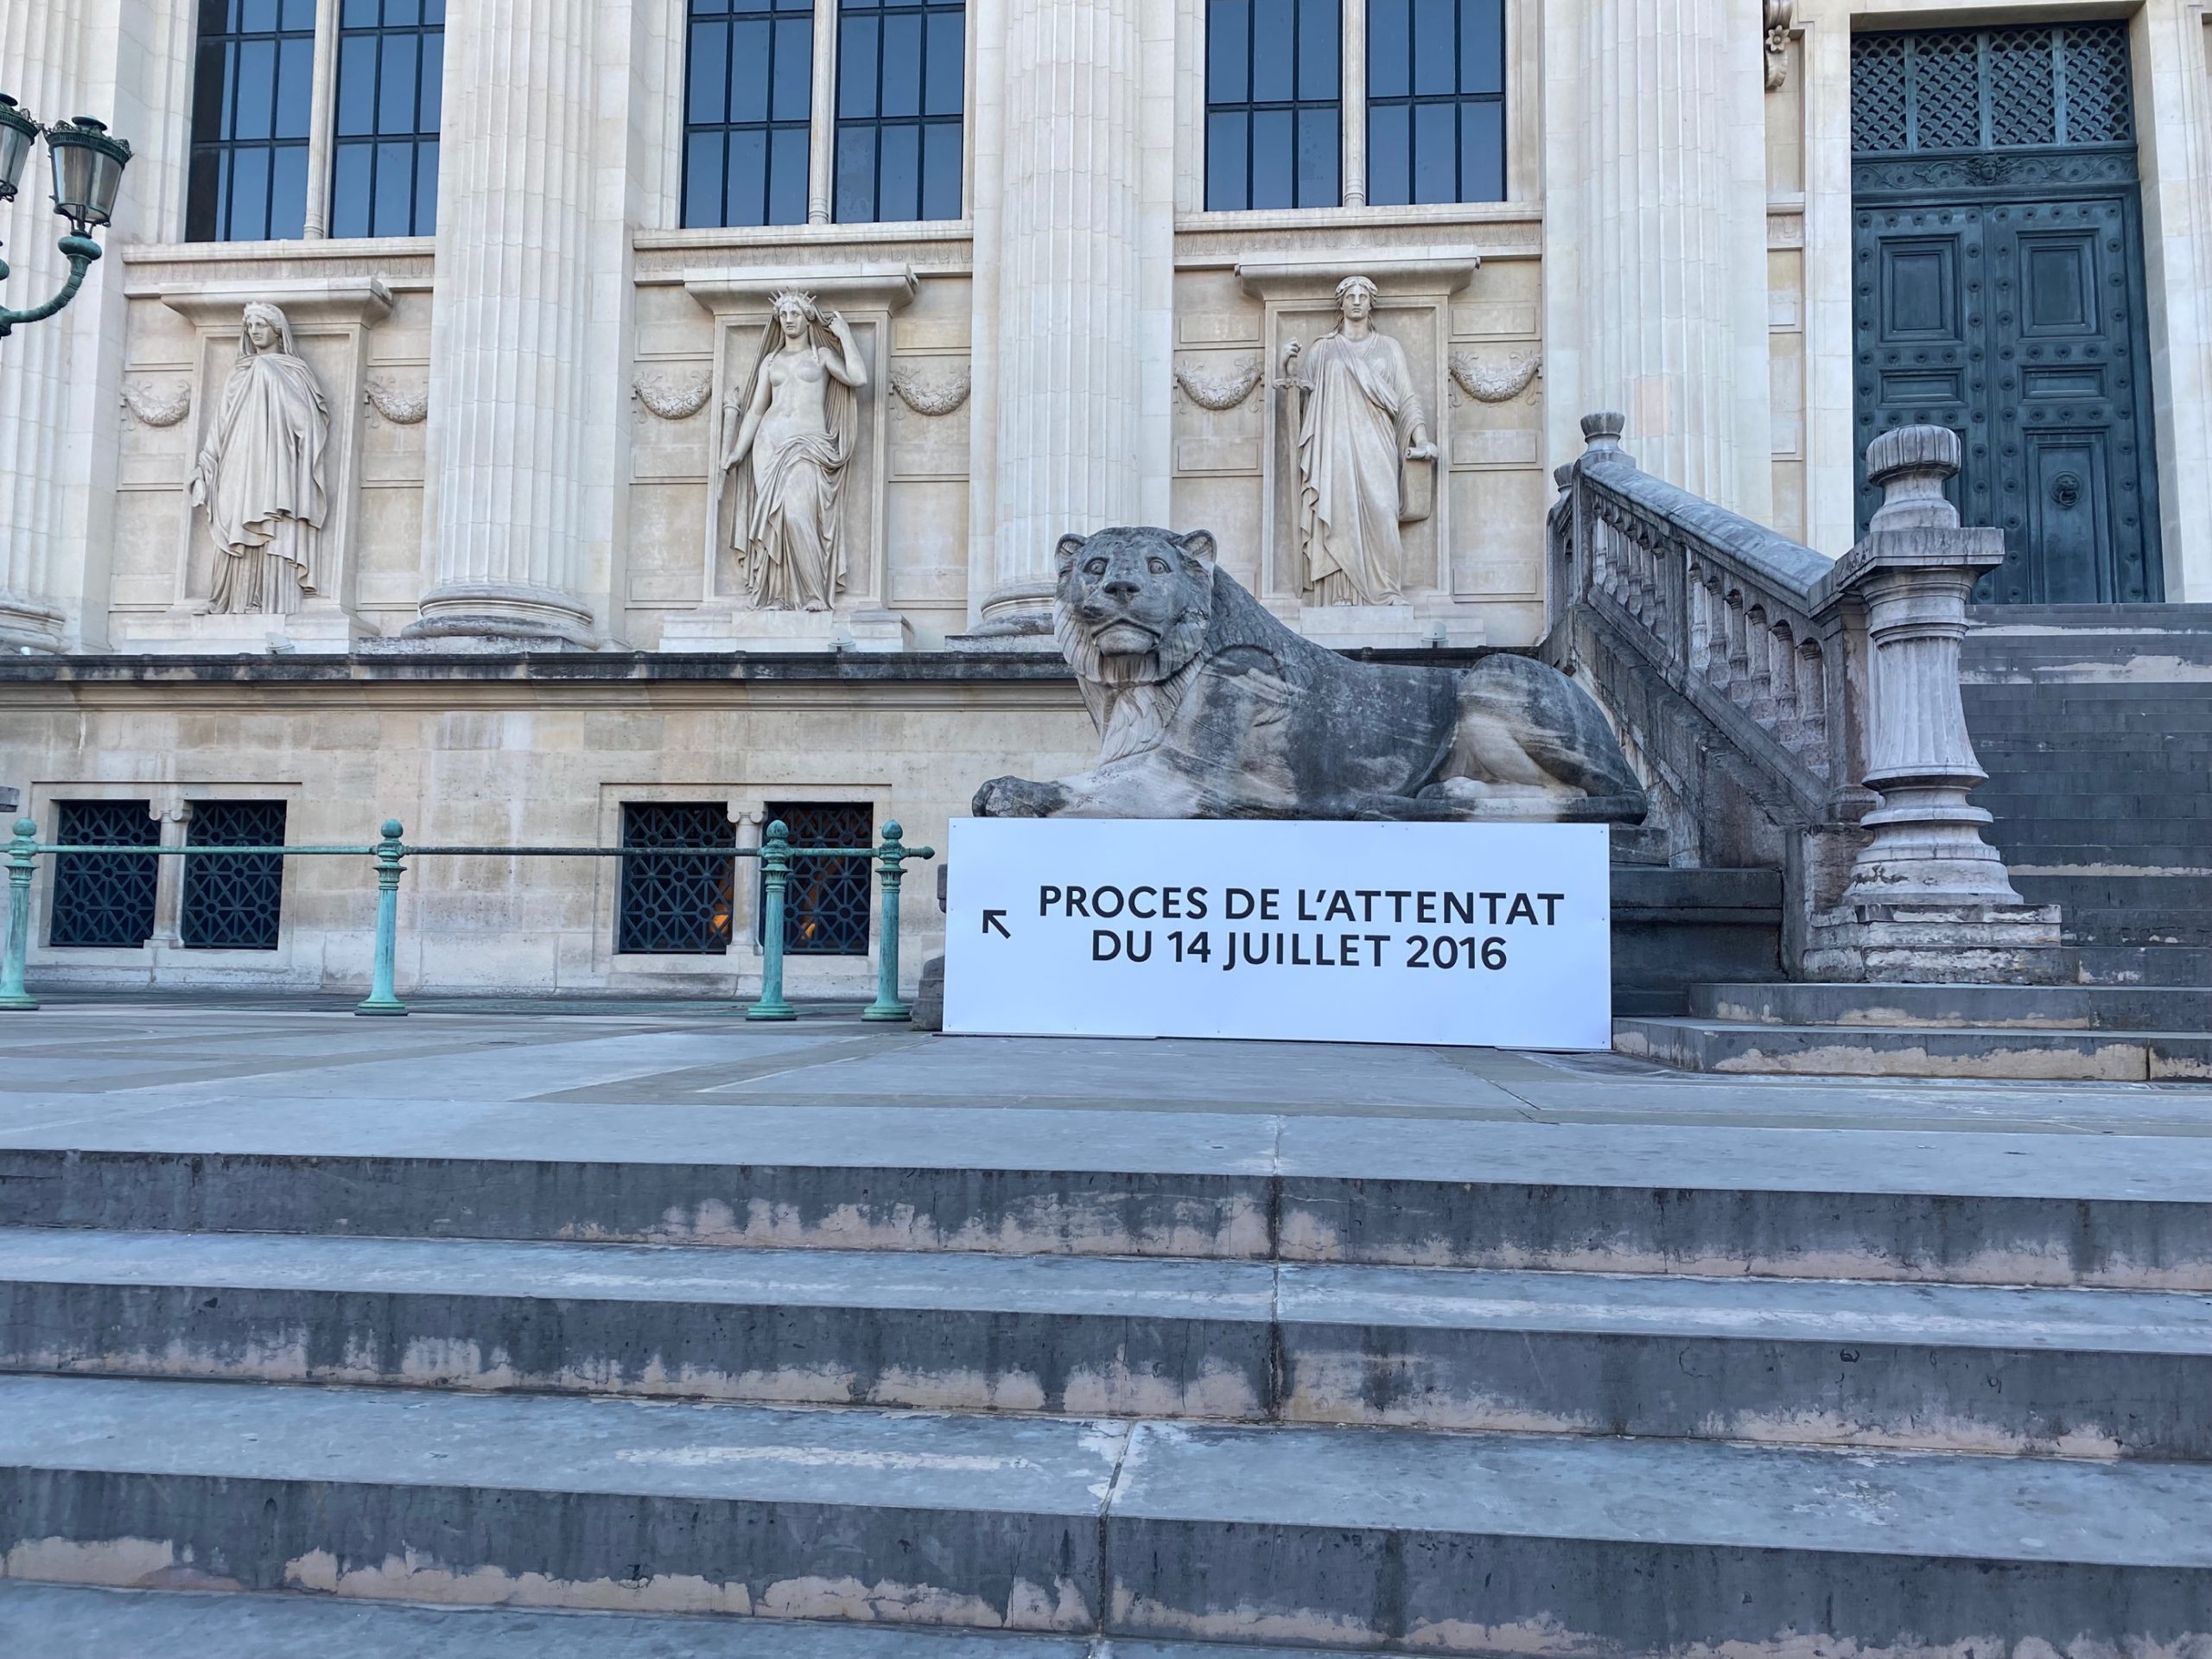 PROCES DE L'ATTENTAT
DU 14 JUILLET 2016